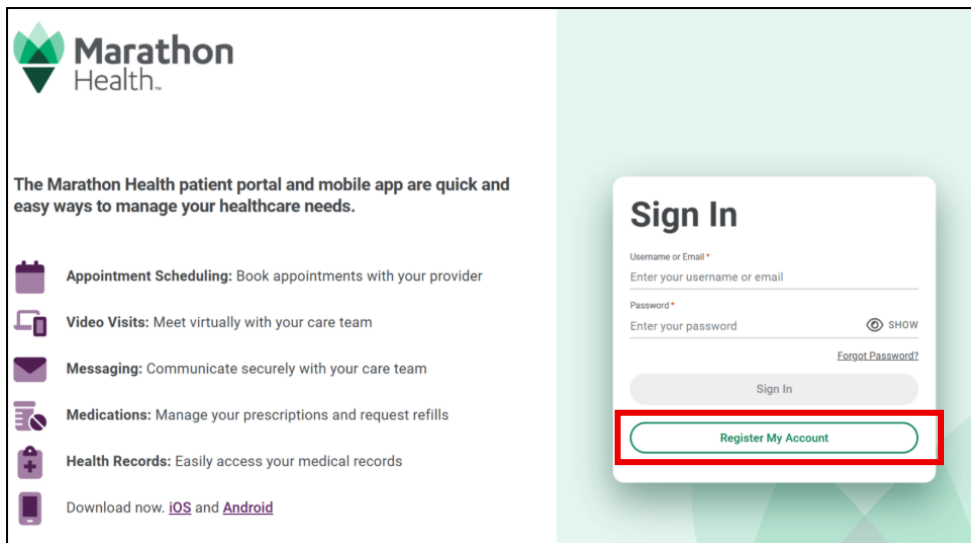 Marathon
Health™
The Marathon Health patient portal and mobile app are quick and
easy ways to manage your healthcare needs.
Appointment Scheduling: Book appointments with your provider
Video Visits: Meet virtually with your care team
Messaging: Communicate securely with your care team
Medications: Manage your prescriptions and request refills
Health Records: Easily access your medical records
Download now. iOS and Android
Sign In
Username or Email *
Enter your username or email
Password *
Enter your password SHOW
Forgot Password?
Sign In
Register My Account